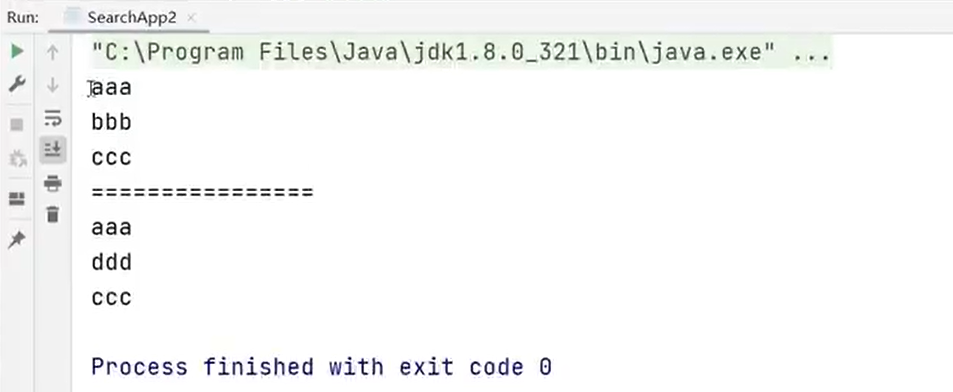 Run: SearchApp2
"C:\Program Files\Java\jdk1.8.0_321\bin\java.exe" ...
aaa
bbb
ccc
================
aaa
ddd
ccc
Process finished with exit code 0